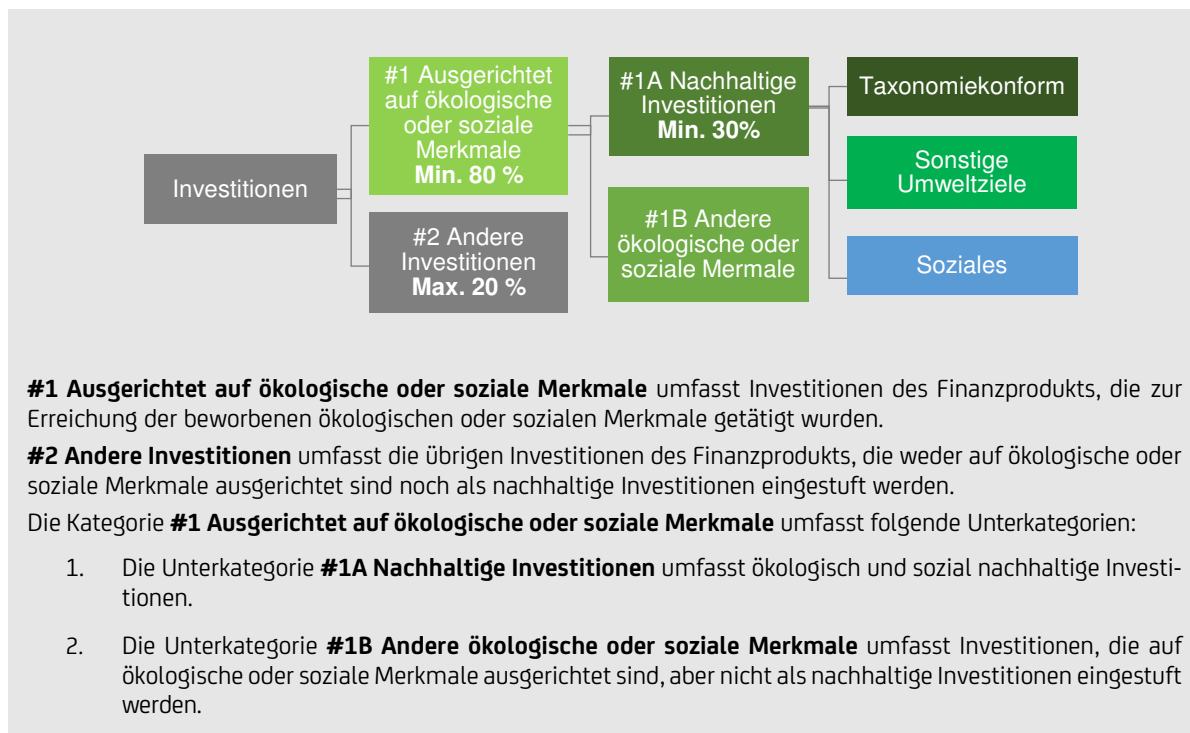 #1 Ausgerichtet
auf ökologische
oder soziale
Merkmale
Min. 80 %
#1A Nachhaltige
Investitionen
Min. 30%
Taxonomiekonform
Investitionen
Sonstige
Umweltziele
#2 Andere
Investitionen
Max. 20 %
#1B Andere
ökologische oder
soziale Mermale
Soziales
#1 Ausgerichtet auf ökologische oder soziale Merkmale umfasst Investitionen des Finanzprodukts, die zur
Erreichung der beworbenen ökologischen oder sozialen Merkmale getätigt wurden.
#2 Andere Investitionen umfasst die übrigen Investitionen des Finanzprodukts, die weder auf ökologische oder
soziale Merkmale ausgerichtet sind noch als nachhaltige Investitionen eingestuft werden.
Die Kategorie #1 Ausgerichtet auf ökologische oder soziale Merkmale umfasst folgende Unterkategorien:
1. Die Unterkategorie #1A Nachhaltige Investitionen umfasst ökologisch und sozial nachhaltige Investi-
tionen.
2. Die Unterkategorie #1B Andere ökologische oder soziale Merkmale umfasst Investitionen, die auf
ökologische oder soziale Merkmale ausgerichtet sind, aber nicht als nachhaltige Investitionen eingestuft
werden.